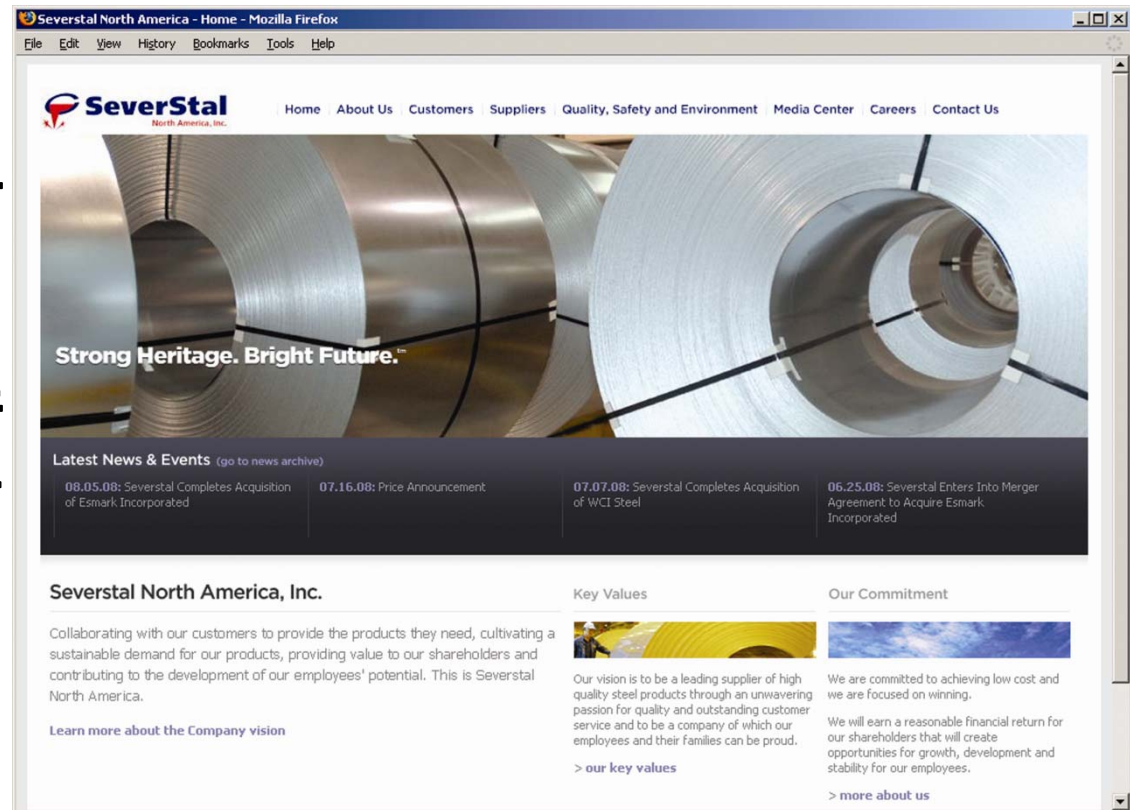 Severstal North America - Home - Mozilla Firefox
File Edit View History Bookmarks Tools Help
SeverStal
North America, Inc.
Home About Us Customers Suppliers Quality, Safety and Environment Media Center Careers Contact Us
Strong Heritage. Bright Future.™
Latest News & Events (go to news archive)
08.05.08: Severstal Completes Acquisition
of Esmark Incorporated
07.16.08: Price Announcement
07.07.08: Severstal Completes Acquisition
of WCI Steel
06.25.08: Severstal Enters Into Merger
Agreement to Acquire Esmark
Incorporated
Severstal North America, Inc.
Collaborating with our customers to provide the products they need, cultivating a
sustainable demand for our products, providing value to our shareholders and
contributing to the development of our employees' potential. This is Severstal
North America.
Learn more about the Company vision
Key Values
Our vision is to be a leading supplier of high
quality steel products through an unwavering
passion for quality and outstanding customer
service and to be a company of which our
employees and their families can be proud.
> our key values
Our Commitment
We are committed to achieving low cost and
we are focused on winning.
We will earn a reasonable financial return for
our shareholders that will create
opportunities for growth, development and
stability for our employees.
> more about us